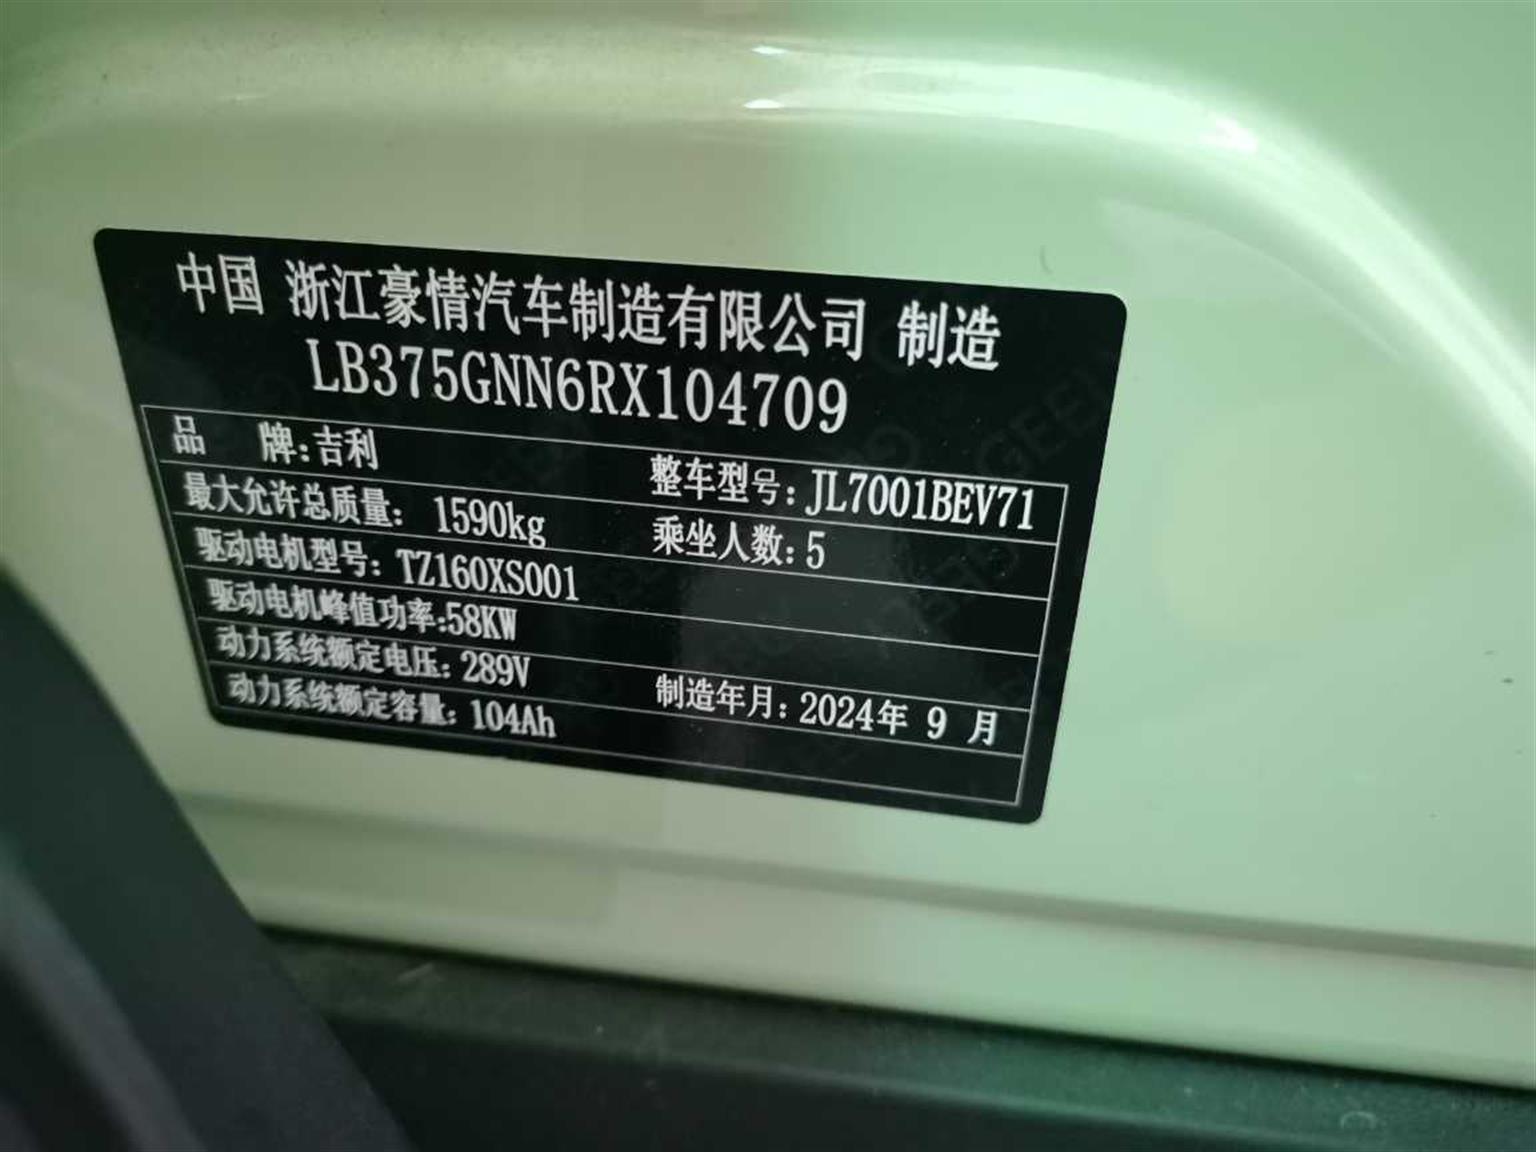 中国 浙江豪情汽车制造有限公司 制造
LB375GNN6RX104709
品 牌:吉利 整车型号:JL7001BEV71
最大允许总质量: 1590kg 乘坐人数:5
驱动电机型号: TZ160XS001
驱动电机峰值功率:58KW
动力系统额定电压: 289V 制造年月: 2024年 9 月
动力系统额定容量: 104Ah